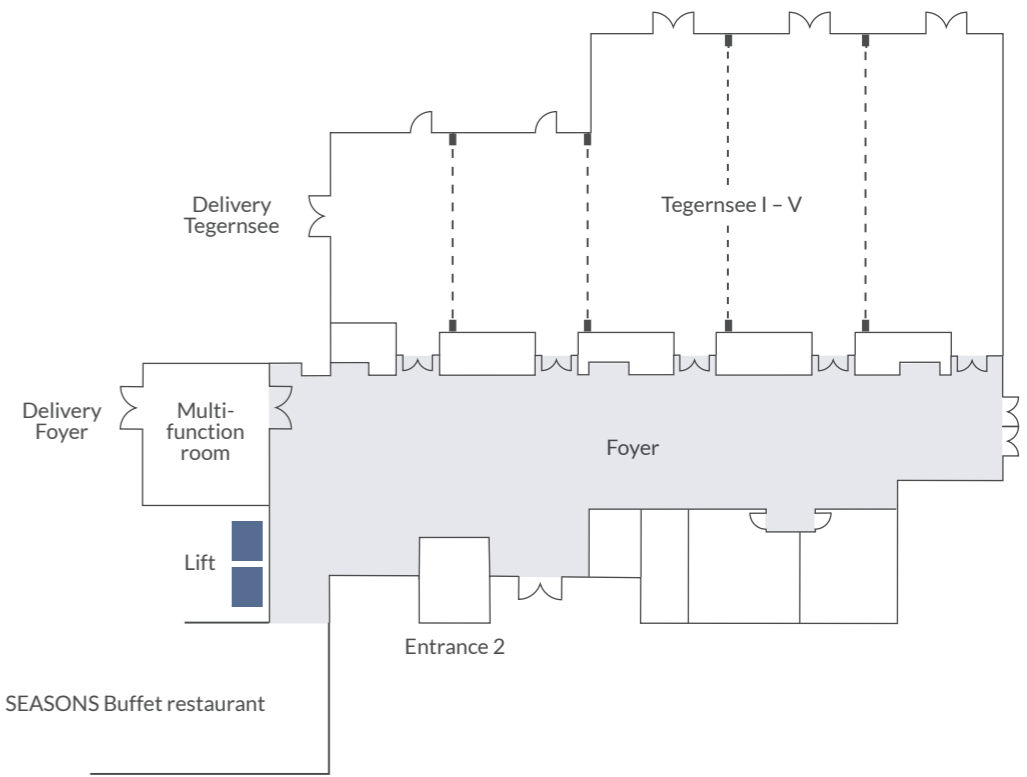 Delivery
Tegernsee
Tegernsee I – V
Delivery
Foyer
Multi-
function
room
Foyer
Lift
Entrance 2
SEASONS Buffet restaurant